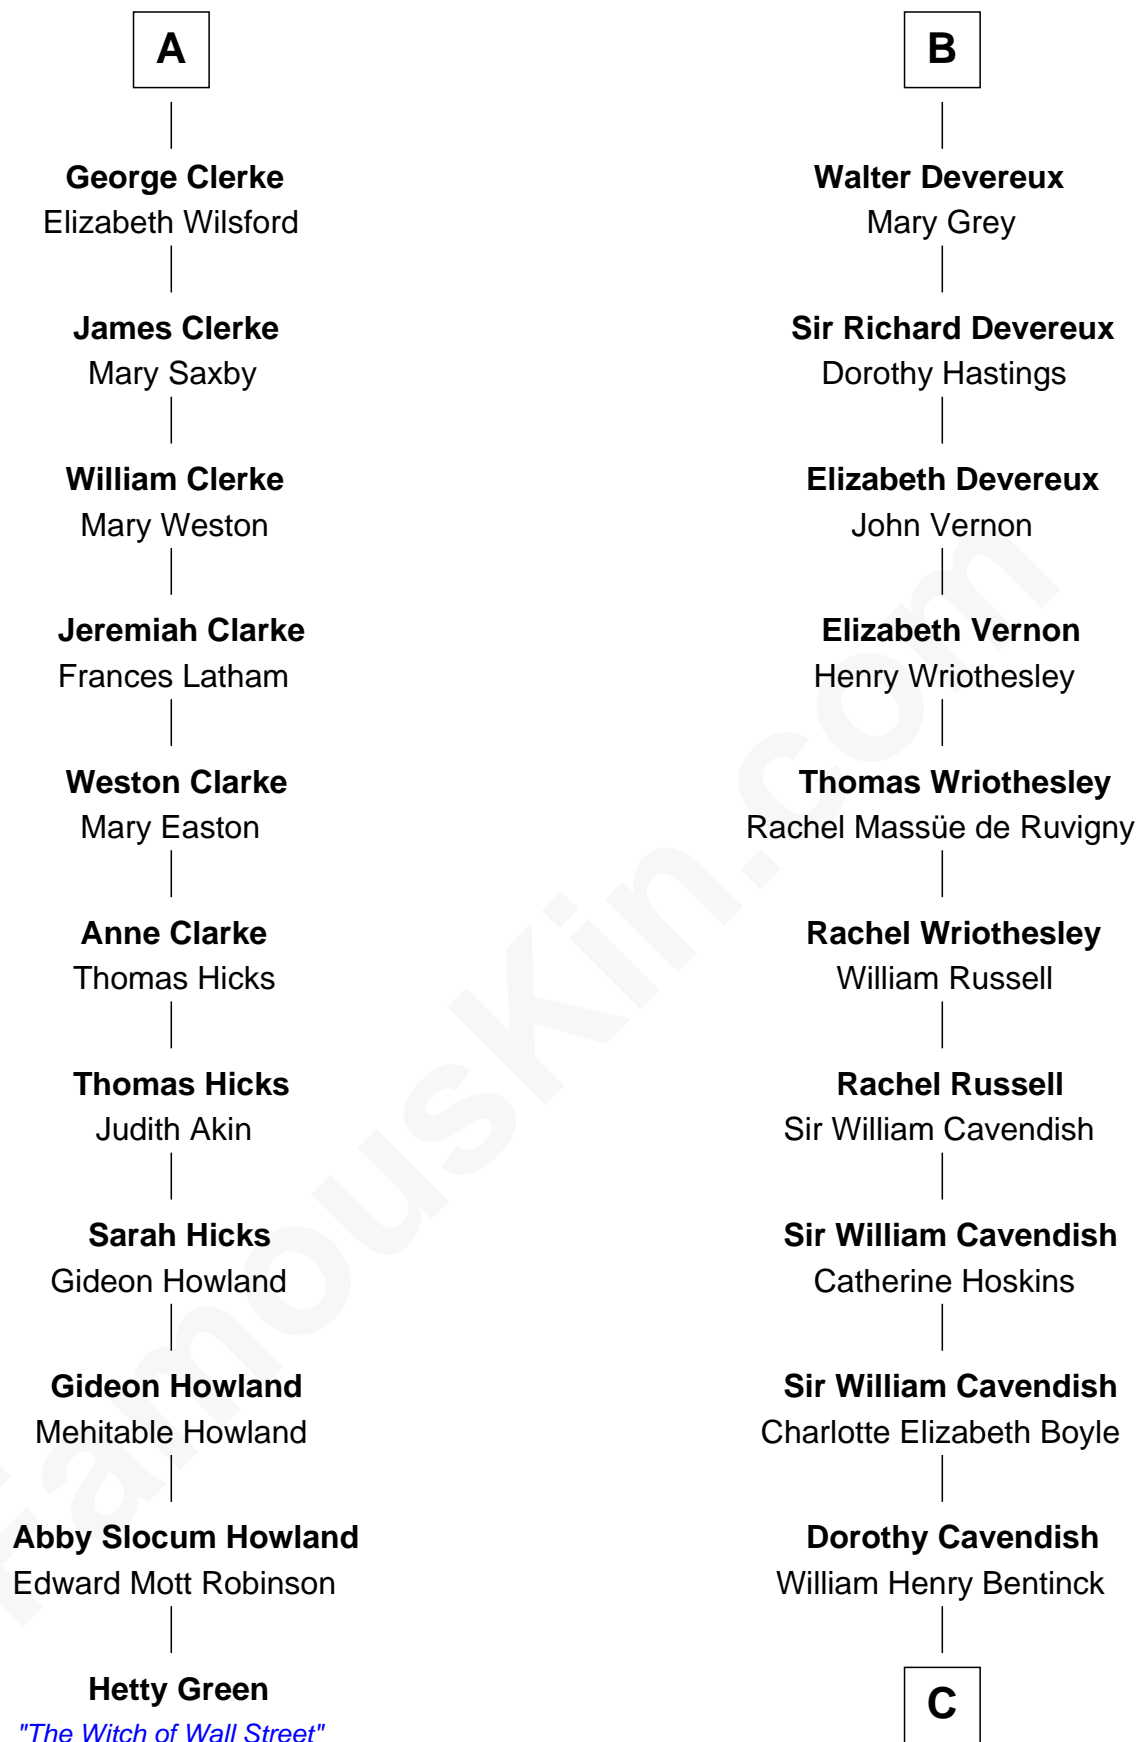 A
George Clerke
Elizabeth Wilsford
James Clerke
Mary Saxby
William Clerke
Mary Weston
Jeremiah Clarke
Frances Latham
Weston Clarke
Mary Easton
Anne Clarke
Thomas Hicks
Thomas Hicks
Judith Akin
Sarah Hicks
Gideon Howland
Gideon Howland
Mehitable Howland
Abby Slocum Howland
Edward Mott Robinson
Hetty Green
"The Witch of Wall Street"
B
Walter Devereux
Mary Grey
Sir Richard Devereux
Dorothy Hastings
Elizabeth Devereux
John Vernon
Elizabeth Vernon
Henry Wriothesley
Thomas Wriothesley
Rachel Massüe de Ruvigny
Rachel Wriothesley
William Russell
Rachel Russell
Sir William Cavendish
Sir William Cavendish
Catherine Hoskins
Sir William Cavendish
Charlotte Elizabeth Boyle
Dorothy Cavendish
William Henry Bentinck
C
FamousKin.com